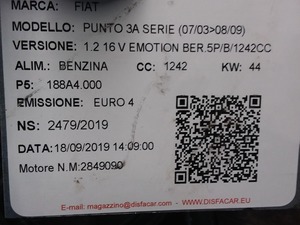 MARCA: FIAT
MODELLO: PUNTO 3A SERIE (07/03>08/09)
VERSIONE: 1.2 16 V EMOTION BER.5P/B/1242CC
ALIM.: BENZINA CC: 1242 KW: 44
P5: 188A4.000
EMISSIONE: EURO 4
NS: 2479/2019
DATA: 18/09/2019 14:09:00
Motore N.M:2849090
E-mail: magazzino@disfacar.eu - www.DISFACAR.EU